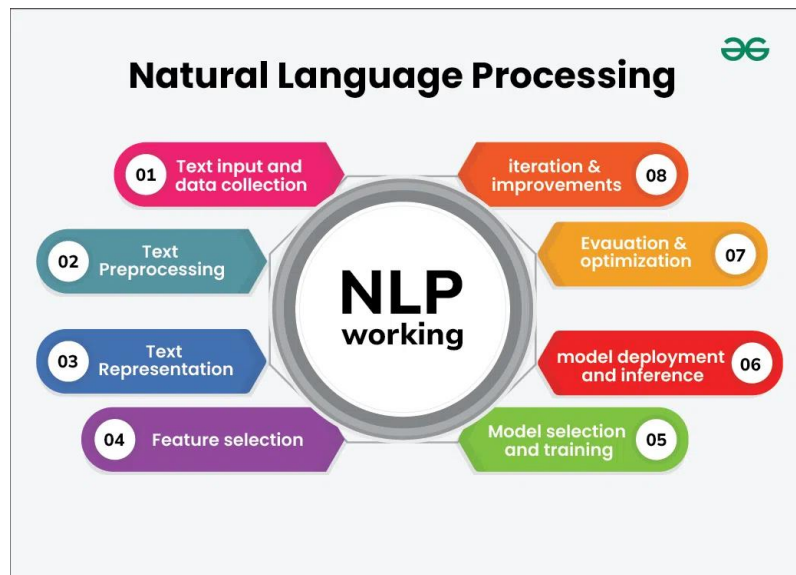 Natural Language Processing
01
Text input and
data collection
02
Text
Preprocessing
03
Text
Representation
04
Feature selection
NLP
working
Model selection
and training
05
model deployment
and inference
06
Evauation &
optimization
07
iteration &
improvements
08